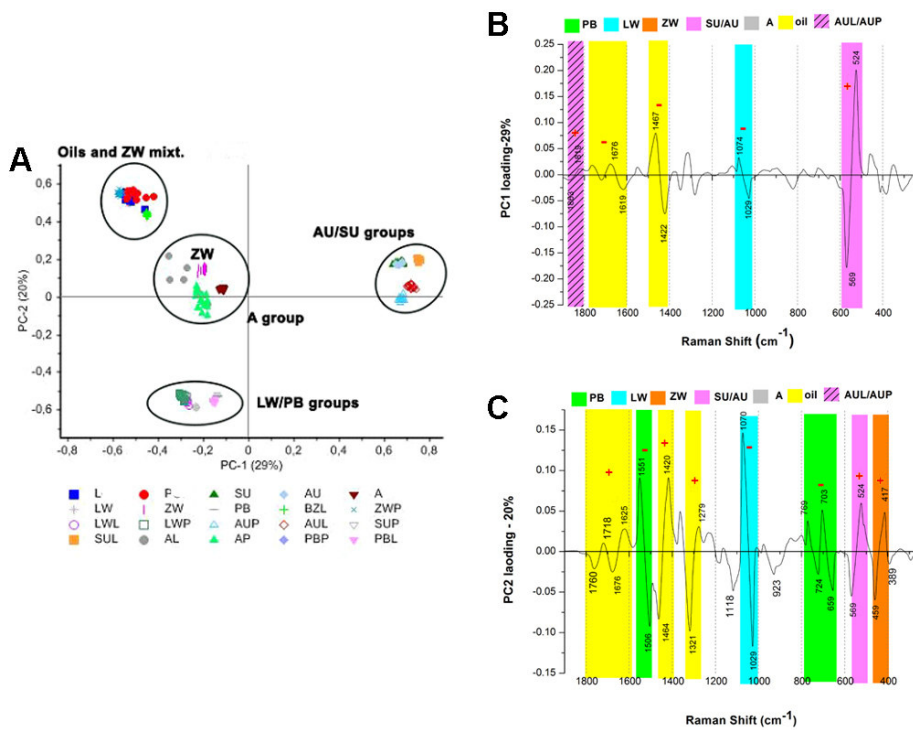 A
Oils and ZW mixt.
AU/SU groups
ZW
A group
LW/PB groups
PC-2 (20%)
0,6
0,4
0,2
0
-0,2
-0,4
-0,6
-0,8 -0,6 -0,4 -0,2 0 0,2 0,4 0,6 0,8
PC-1 (29%)
SU AU A
LW ZW PB BZL ZWP
LWL LWP AUP AUL SUP
SUL AL AP PBP PBL
B
PB LW ZW SU/AU A oil AUL/AUP
PC1 loading-29%
0.25
0.20
0.15
0.10
0.05
0.00
-0.05
-0.10
-0.15
-0.20
-0.25
+ - - - +
1676 1467 1074 524
1619 1422 1029 569
1800 1600 1400 1200 1000 800 600 400
Raman Shift (cm-1)
C
PB LW ZW SU/AU A oil AUL/AUP
PC2 laoding - 20%
0.15
0.10
0.05
0.00
-0.05
-0.10
-0.15
+ - + + - - + +
1718 1625 1551 1420 1279 1070 769 703 524 417
1760 1676 1506 1464 1321 1118 1029 923 724 659 569 459 389
1800 1600 1400 1200 1000 800 600 400
Raman Shift (cm-1)